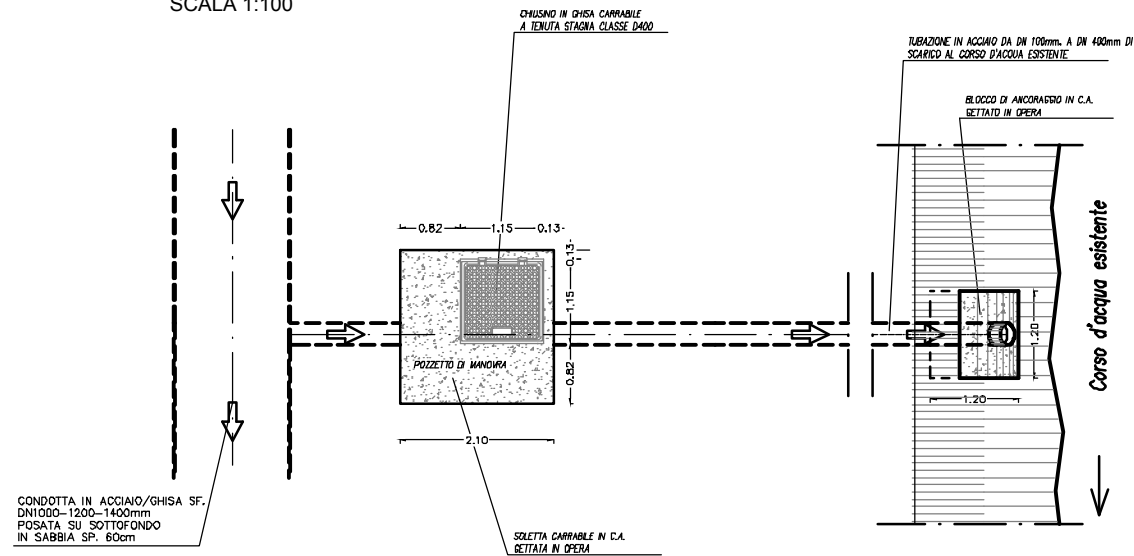 SCALA 1:100
CHIUSINO IN GHISA CARRABILE
A TENUTA STAGNA CLASSE D400
TUBAZIONE IN ACCIAIO DA DN 100mm. A DN 400mm DI
SCARICO AL CORSO D'ACQUA ESISTENTE
BLOCCO DI ANCORAGGIO IN C.A.
GETTATO IN OPERA
0.82
1.15
0.13
0.13
1.15
0.82
POZZETTO DI MANOVRA
2.10
1.20
1.20
Corso d'acqua esistente
CONDOTTA IN ACCIAIO/GHISA SF.
DN1000-1200-1400mm
POSATA SU SOTTOFONDO
IN SABBIA SP. 60cm
SOLETTA CARRABILE IN C.A.
GETTATA IN OPERA